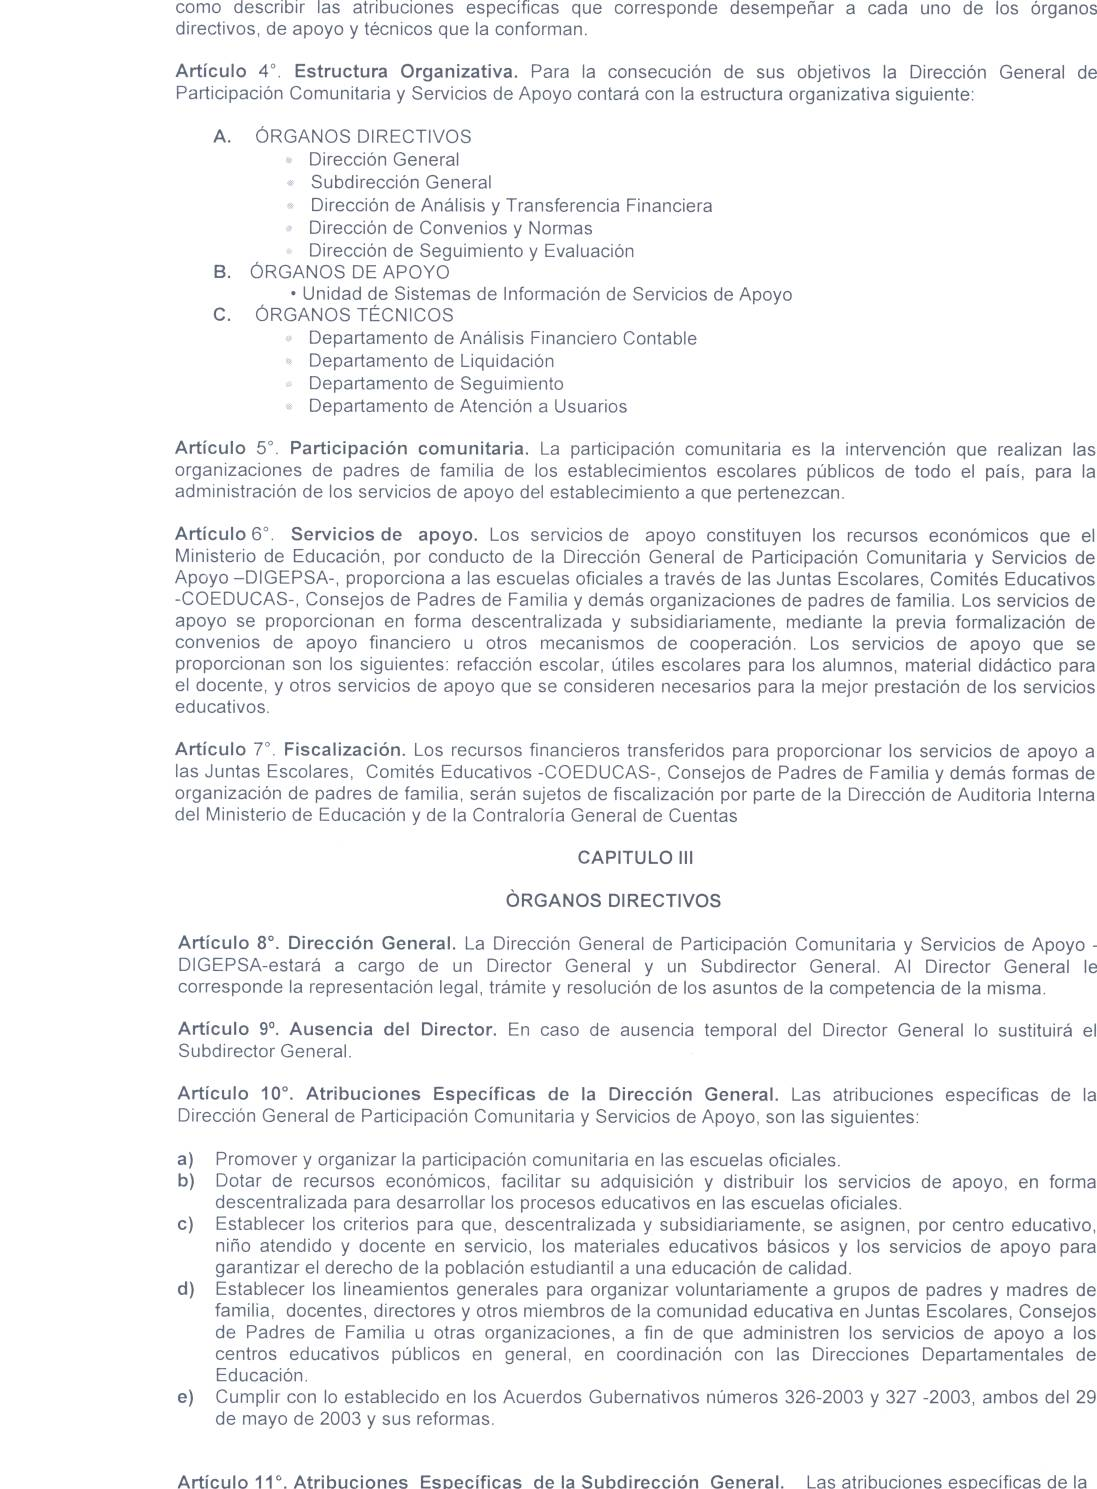 como describir las atribuciones específicas que corresponde desempeñar a cada uno de los órganos
directivos, de apoyo y técnicos que la conforman.
Artículo 4°. Estructura Organizativa. Para la consecución de sus objetivos la Dirección General de
Participación Comunitaria y Servicios de Apoyo contará con la estructura organizativa siguiente:
A. ÓRGANOS DIRECTIVOS
• Dirección General
• Subdirección General
• Dirección de Análisis y Transferencia Financiera
• Dirección de Convenios y Normas
• Dirección de Seguimiento y Evaluación
B. ÓRGANOS DE APOYO
• Unidad de Sistemas de Información de Servicios de Apoyo
C. ÓRGANOS TÉCNICOS
• Departamento de Análisis Financiero Contable
• Departamento de Liquidación
• Departamento de Seguimiento
• Departamento de Atención a Usuarios
Artículo 5°. Participación comunitaria. La participación comunitaria es la intervención que realizan las
organizaciones de padres de familia de los establecimientos escolares públicos de todo el país, para la
administración de los servicios de apoyo del establecimiento a que pertenezcan.
Artículo 6°. Servicios de apoyo. Los servicios de apoyo constituyen los recursos económicos que el
Ministerio de Educación, por conducto de la Dirección General de Participación Comunitaria y Servicios de
Apoyo –DIGEPSA-, proporciona a las escuelas oficiales a través de las Juntas Escolares, Comités Educativos
-COEDUCAS-, Consejos de Padres de Familia y demás organizaciones de padres de familia. Los servicios de
apoyo se proporcionan en forma descentralizada y subsidiariamente, mediante la previa formalización de
convenios de apoyo financiero u otros mecanismos de cooperación. Los servicios de apoyo que se
proporcionan son los siguientes: refacción escolar, útiles escolares para los alumnos, material didáctico para
el docente, y otros servicios de apoyo que se consideren necesarios para la mejor prestación de los servicios
educativos.
Artículo 7°. Fiscalización. Los recursos financieros transferidos para proporcionar los servicios de apoyo a
las Juntas Escolares, Comités Educativos -COEDUCAS-, Consejos de Padres de Familia y demás formas de
organización de padres de familia, serán sujetos de fiscalización por parte de la Dirección de Auditoria Interna
del Ministerio de Educación y de la Contraloría General de Cuentas
CAPITULO III
ÒRGANOS DIRECTIVOS
Artículo 8°. Dirección General. La Dirección General de Participación Comunitaria y Servicios de Apoyo -
DIGEPSA-estará a cargo de un Director General y un Subdirector General. Al Director General le
corresponde la representación legal, trámite y resolución de los asuntos de la competencia de la misma.
Artículo 9º. Ausencia del Director. En caso de ausencia temporal del Director General lo sustituirá el
Subdirector General.
Artículo 10°. Atribuciones Específicas de la Dirección General. Las atribuciones específicas de la
Dirección General de Participación Comunitaria y Servicios de Apoyo, son las siguientes:
a) Promover y organizar la participación comunitaria en las escuelas oficiales.
b) Dotar de recursos económicos, facilitar su adquisición y distribuir los servicios de apoyo, en forma
descentralizada para desarrollar los procesos educativos en las escuelas oficiales.
c) Establecer los criterios para que, descentralizada y subsidiariamente, se asignen, por centro educativo,
niño atendido y docente en servicio, los materiales educativos básicos y los servicios de apoyo para
garantizar el derecho de la población estudiantil a una educación de calidad.
d) Establecer los lineamientos generales para organizar voluntariamente a grupos de padres y madres de
familia, docentes, directores y otros miembros de la comunidad educativa en Juntas Escolares, Consejos
de Padres de Familia u otras organizaciones, a fin de que administren los servicios de apoyo a los
centros educativos públicos en general, en coordinación con las Direcciones Departamentales de
Educación.
e) Cumplir con lo establecido en los Acuerdos Gubernativos números 326-2003 y 327 -2003, ambos del 29
de mayo de 2003 y sus reformas.
Artículo 11°. Atribuciones Específicas de la Subdirección General. Las atribuciones específicas de la